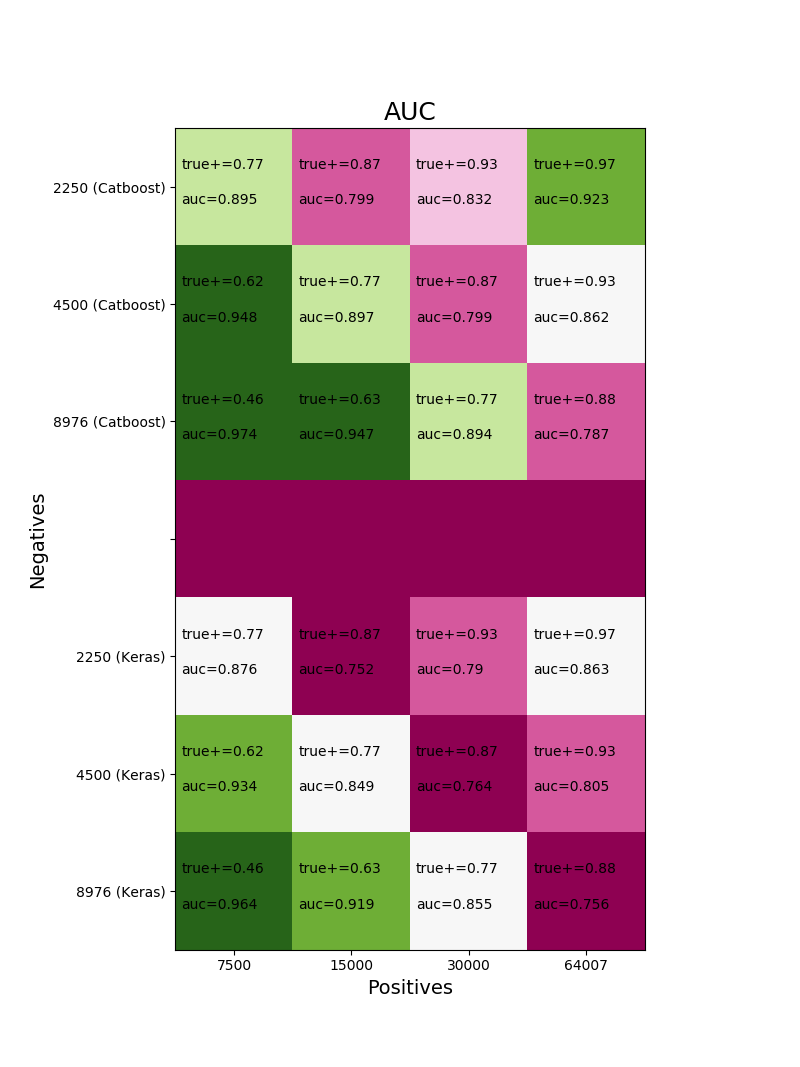 AUC
2250 (Catboost)
true+=0.77 true+=0.87 true+=0.93 true+=0.97
auc=0.895 auc=0.799 auc=0.832 auc=0.923
4500 (Catboost)
true+=0.62 true+=0.77 true+=0.87 true+=0.93
auc=0.948 auc=0.897 auc=0.799 auc=0.862
8976 (Catboost)
true+=0.46 true+=0.63 true+=0.77 true+=0.88
auc=0.974 auc=0.947 auc=0.894 auc=0.787
Negatives
2250 (Keras)
true+=0.77 true+=0.87 true+=0.93 true+=0.97
auc=0.876 auc=0.752 auc=0.79 auc=0.863
4500 (Keras)
true+=0.62 true+=0.77 true+=0.87 true+=0.93
auc=0.934 auc=0.849 auc=0.764 auc=0.805
8976 (Keras)
true+=0.46 true+=0.63 true+=0.77 true+=0.88
auc=0.964 auc=0.919 auc=0.855 auc=0.756
7500 15000 30000 64007
Positives